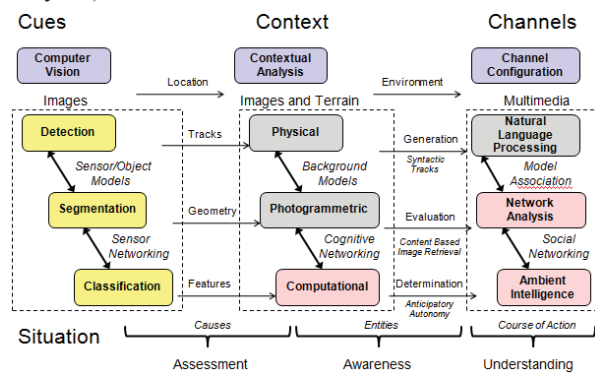 Cues Context Channels
Computer
Vision
Location
Contextual
Analysis
Environment
Channel
Configuration
Images
Images and Terrain
Multimedia
Detection
Tracks
Physical
Generation
Syntactic
Tracks
Natural
Language
Processing
Sensor/Object
Models
Background
Models
Model
Association
Segmentation
Geometry
Photogrammetric
Evaluation
Content Based
Image Retrieval
Network
Analysis
Sensor
Networking
Cognitive
Networking
Social
Networking
Classification
Features
Computational
Determination
Anticipatory
Autonomy
Ambient
Intelligence
Situation
Causes
Entities
Course of Action
Assessment
Awareness
Understanding